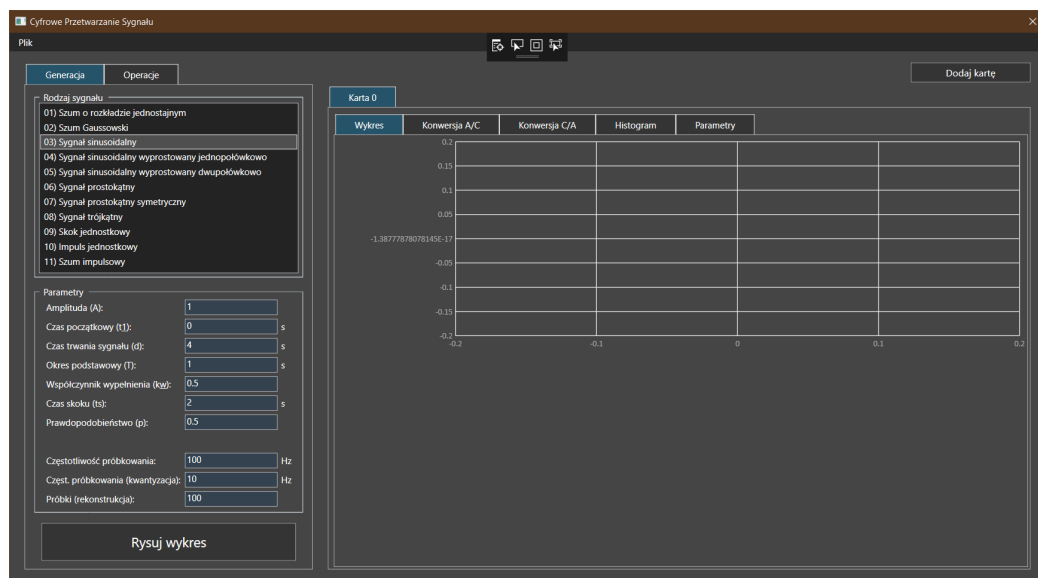 Cyfrowe Przetwarzanie Sygnału
Plik
Generacja Operacje
Dodaj kartę
Rodzaj sygnału
01) Szum o rozkładzie jednostajnym
02) Szum Gaussowski
03) Sygnał sinusoidalny
04) Sygnał sinusoidalny wyprostowany jednopołówkowo
05) Sygnał sinusoidalny wyprostowany dwupołówkowo
06) Sygnał prostokątny
07) Sygnał prostokątny symetryczny
08) Sygnał trójkątny
09) Skok jednostkowy
10) Impuls jednostkowy
11) Szum impulsowy
Parametry
Amplituda (A): 1
Czas początkowy (t1): 0 s
Czas trwania sygnału (d): 4 s
Okres podstawowy (T): 1 s
Współczynnik wypełnienia (kw): 0.5
Czas skoku (ts): 2 s
Prawdopodobieństwo (p): 0.5
Częstotliwość próbkowania: 100 Hz
Częst. próbkowania (kwantyzacja): 10 Hz
Próbki (rekonstrukcja): 100
Rysuj wykres
Karta 0
Wykres Konwersja A/C Konwersja C/A Histogram Parametry
0.2
0.15
0.1
0.05
-1.38777878078145E-17
-0.05
-0.1
-0.15
-0.2
-0.2 -0.1 0 0.1 0.2